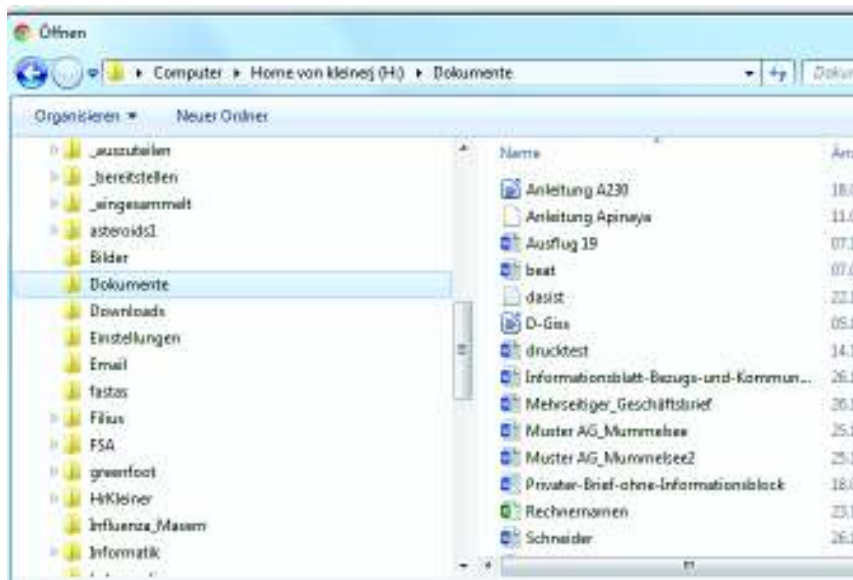 Öffnen
Computer Home von kleinerj (H:) Dokumente
Organisieren Neuer Ordner
_auszuteilen
_bereitstellen
_eingesammelt
asteroids1
Bilder
Dokumente
Downloads
Einstellungen
Email
fastas
Filius
FSA
greenfoot
HrKleiner
Influenza_Masern
Informatik
Name
Anleitung A230
Anleitung Apinaya
Ausflug 19
beat
dasist
D-Giss
drucktest
Informationsblatt-Bezugs-und-Kommun...
Mehrseitiger_Geschäftsbrief
Muster AG_Mummelsee
Muster AG_Mummelsee2
Privater-Brief-ohne-Informationsblock
Rechnernamen
Schneider